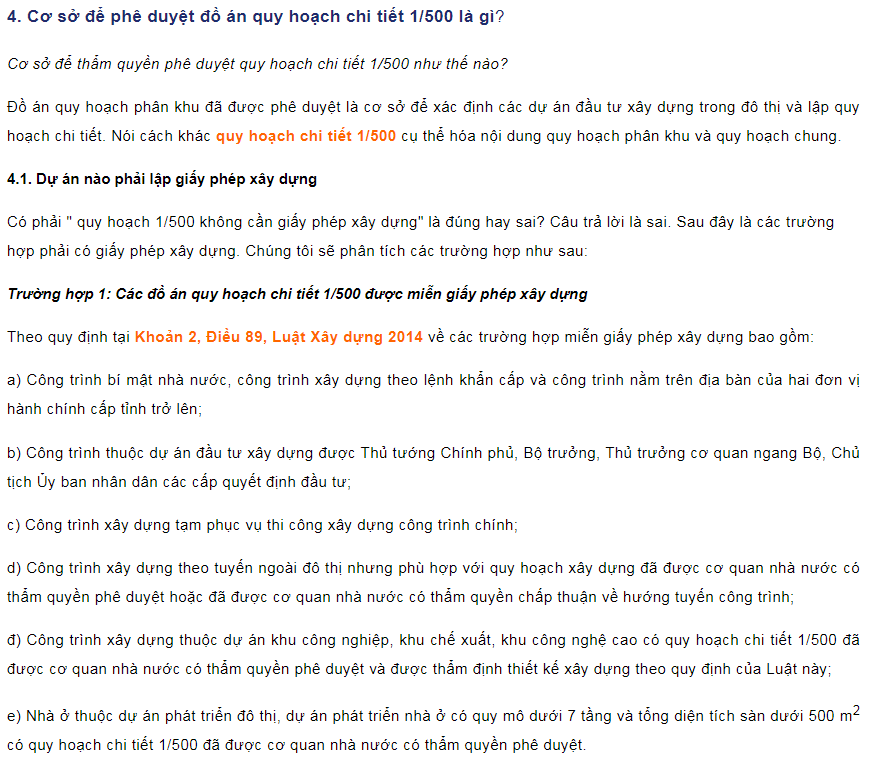 4. Cơ sở để phê duyệt đồ án quy hoạch chi tiết 1/500 là gì?
Cơ sở để thẩm quyền phê duyệt quy hoạch chi tiết 1/500 như thế nào?
Đồ án quy hoạch phân khu đã được phê duyệt là cơ sở để xác định các dự án đầu tư xây dựng trong đô thị và lập quy
hoạch chi tiết. Nói cách khác quy hoạch chi tiết 1/500 cụ thể hóa nội dung quy hoạch phân khu và quy hoạch chung.
4.1. Dự án nào phải lập giấy phép xây dựng
Có phải " quy hoạch 1/500 không cần giấy phép xây dựng" là đúng hay sai? Câu trả lời là sai. Sau đây là các trường
hợp phải có giấy phép xây dựng. Chúng tôi sẽ phân tích các trường hợp như sau:
Trường hợp 1: Các đồ án quy hoạch chi tiết 1/500 được miễn giấy phép xây dựng
Theo quy định tại Khoản 2, Điều 89, Luật Xây dựng 2014 về các trường hợp miễn giấy phép xây dựng bao gồm:
a) Công trình bí mật nhà nước, công trình xây dựng theo lệnh khẩn cấp và công trình nằm trên địa bàn của hai đơn vị
hành chính cấp tỉnh trở lên;
b) Công trình thuộc dự án đầu tư xây dựng được Thủ tướng Chính phủ, Bộ trưởng, Thủ trưởng cơ quan ngang Bộ, Chủ
tịch Ủy ban nhân dân các cấp quyết định đầu tư;
c) Công trình xây dựng tạm phục vụ thi công xây dựng công trình chính;
d) Công trình xây dựng theo tuyến ngoài đô thị nhưng phù hợp với quy hoạch xây dựng đã được cơ quan nhà nước có
thẩm quyền phê duyệt hoặc đã được cơ quan nhà nước có thẩm quyền chấp thuận về hướng tuyến công trình;
đ) Công trình xây dựng thuộc dự án khu công nghiệp, khu chế xuất, khu công nghệ cao có quy hoạch chi tiết 1/500 đã
được cơ quan nhà nước có thẩm quyền phê duyệt và được thẩm định thiết kế xây dựng theo quy định của Luật này;
e) Nhà ở thuộc dự án phát triển đô thị, dự án phát triển nhà ở có quy mô dưới 7 tầng và tổng diện tích sàn dưới 500 m²
có quy hoạch chi tiết 1/500 đã được cơ quan nhà nước có thẩm quyền phê duyệt.